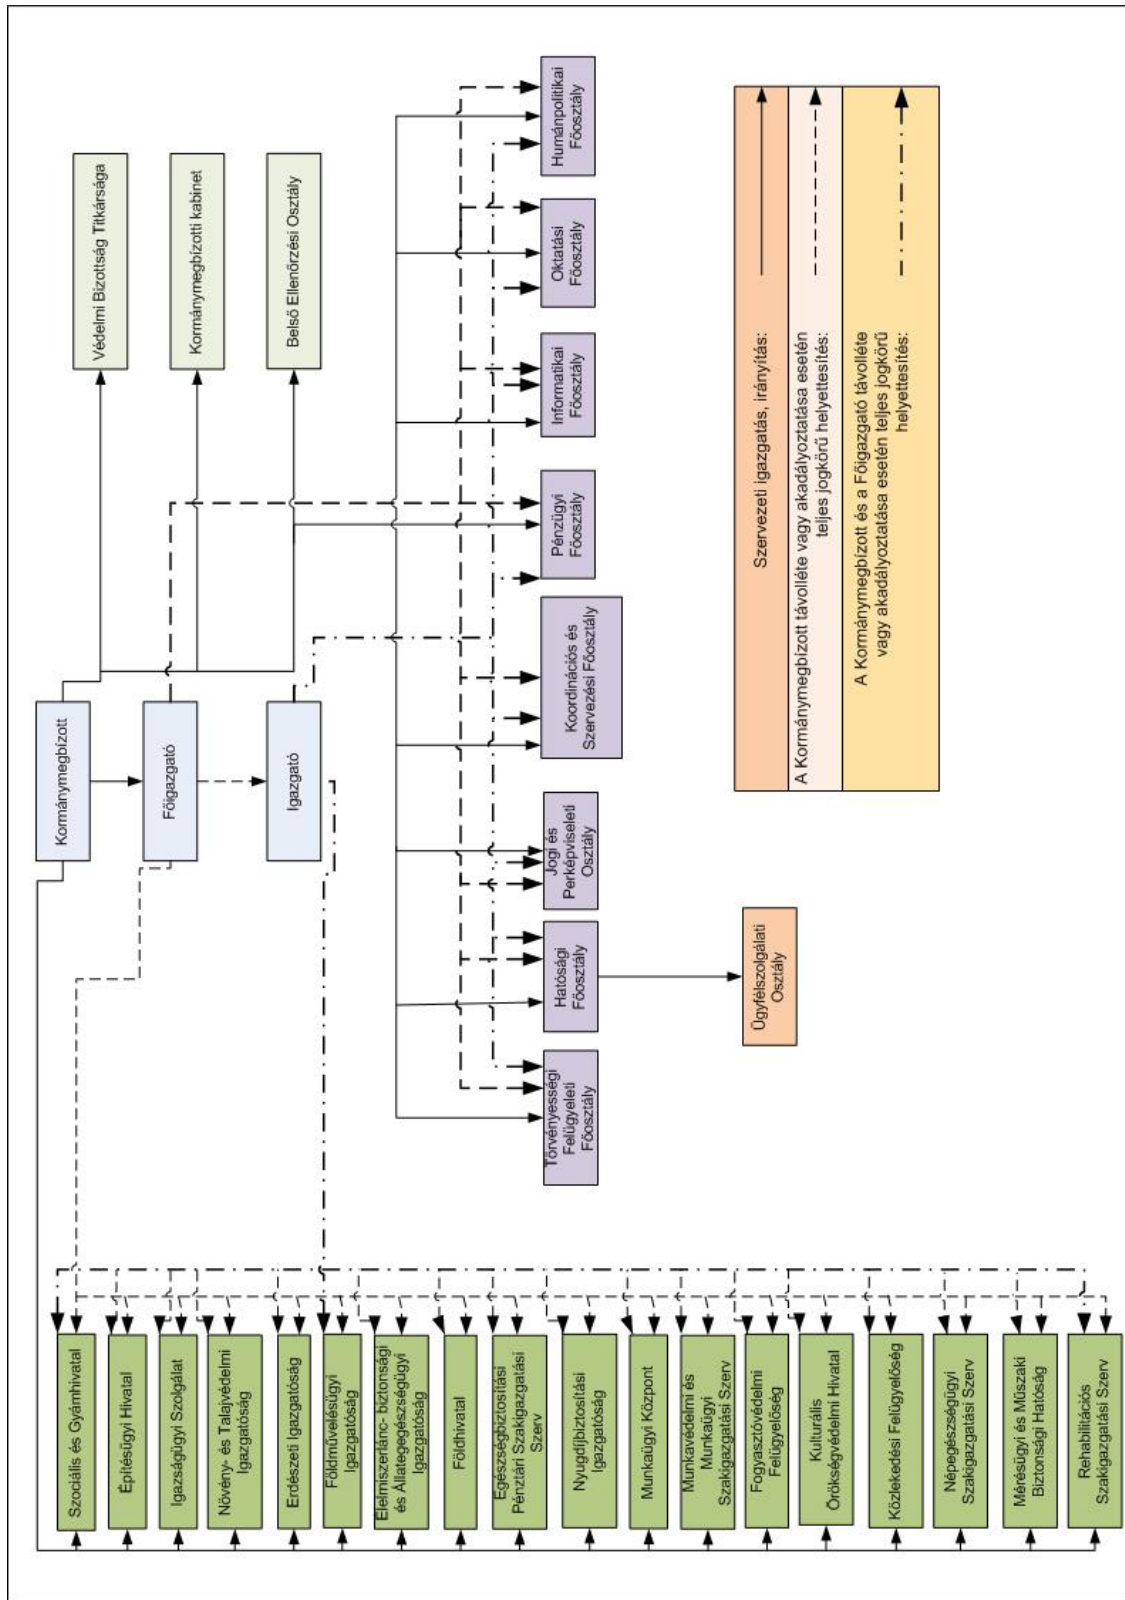 Kormánymegbízott
Főigazgató
Igazgató
Védelmi Bizottság Titkársága
Kormánymegbízotti kabinet
Belső Ellenőrzési Osztály
Törvényességi
Felügyeleti
Főosztály
Hatósági
Főosztály
Jogi és
Perképviseleti
Osztály
Koordinációs és
Szervezési Főosztály
Pénzügyi
Főosztály
Informatikai
Főosztály
Oktatási
Főosztály
Humánpolitikai
Főosztály
Ügyfélszolgálati
Osztály
Szociális és Gyámhivatal
Építésügyi Hivatal
Igazságügyi Szolgálat
Növény- és Talajvédelmi
Igazgatóság
Erdészeti Igazgatóság
Földművelésügyi
Igazgatóság
Élelmiszerlánc- biztonsági
és Állategegészségügyi
Igazgatóság
Földhivatal
Egészségbiztosítási
Pénztári Szakigazgatási
Szerv
Nyugdíjbiztosítási
Igazgatóság
Munkaügyi Központ
Munkavédelmi és
Munkaügyi
Szakigazgatási Szerv
Fogyasztóvédelmi
Felügyelőség
Kulturális
Örökségvédelmi Hivatal
Közlekedési Felügyelőség
Népegészségügyi
Szakigazgatási Szerv
Mérésügyi és Műszaki
Biztonsági Hatóság
Rehabilitációs
Szakigazgatási Szerv
Szervezeti igazgatás, irányítás:
A Kormánymegbízott távolléte vagy akadályoztatása esetén
teljes jogkörű helyettesítés:
A Kormánymegbízott és a Főigazgató távolléte
vagy akadályoztatása esetén teljes jogkörű
helyettesítés: